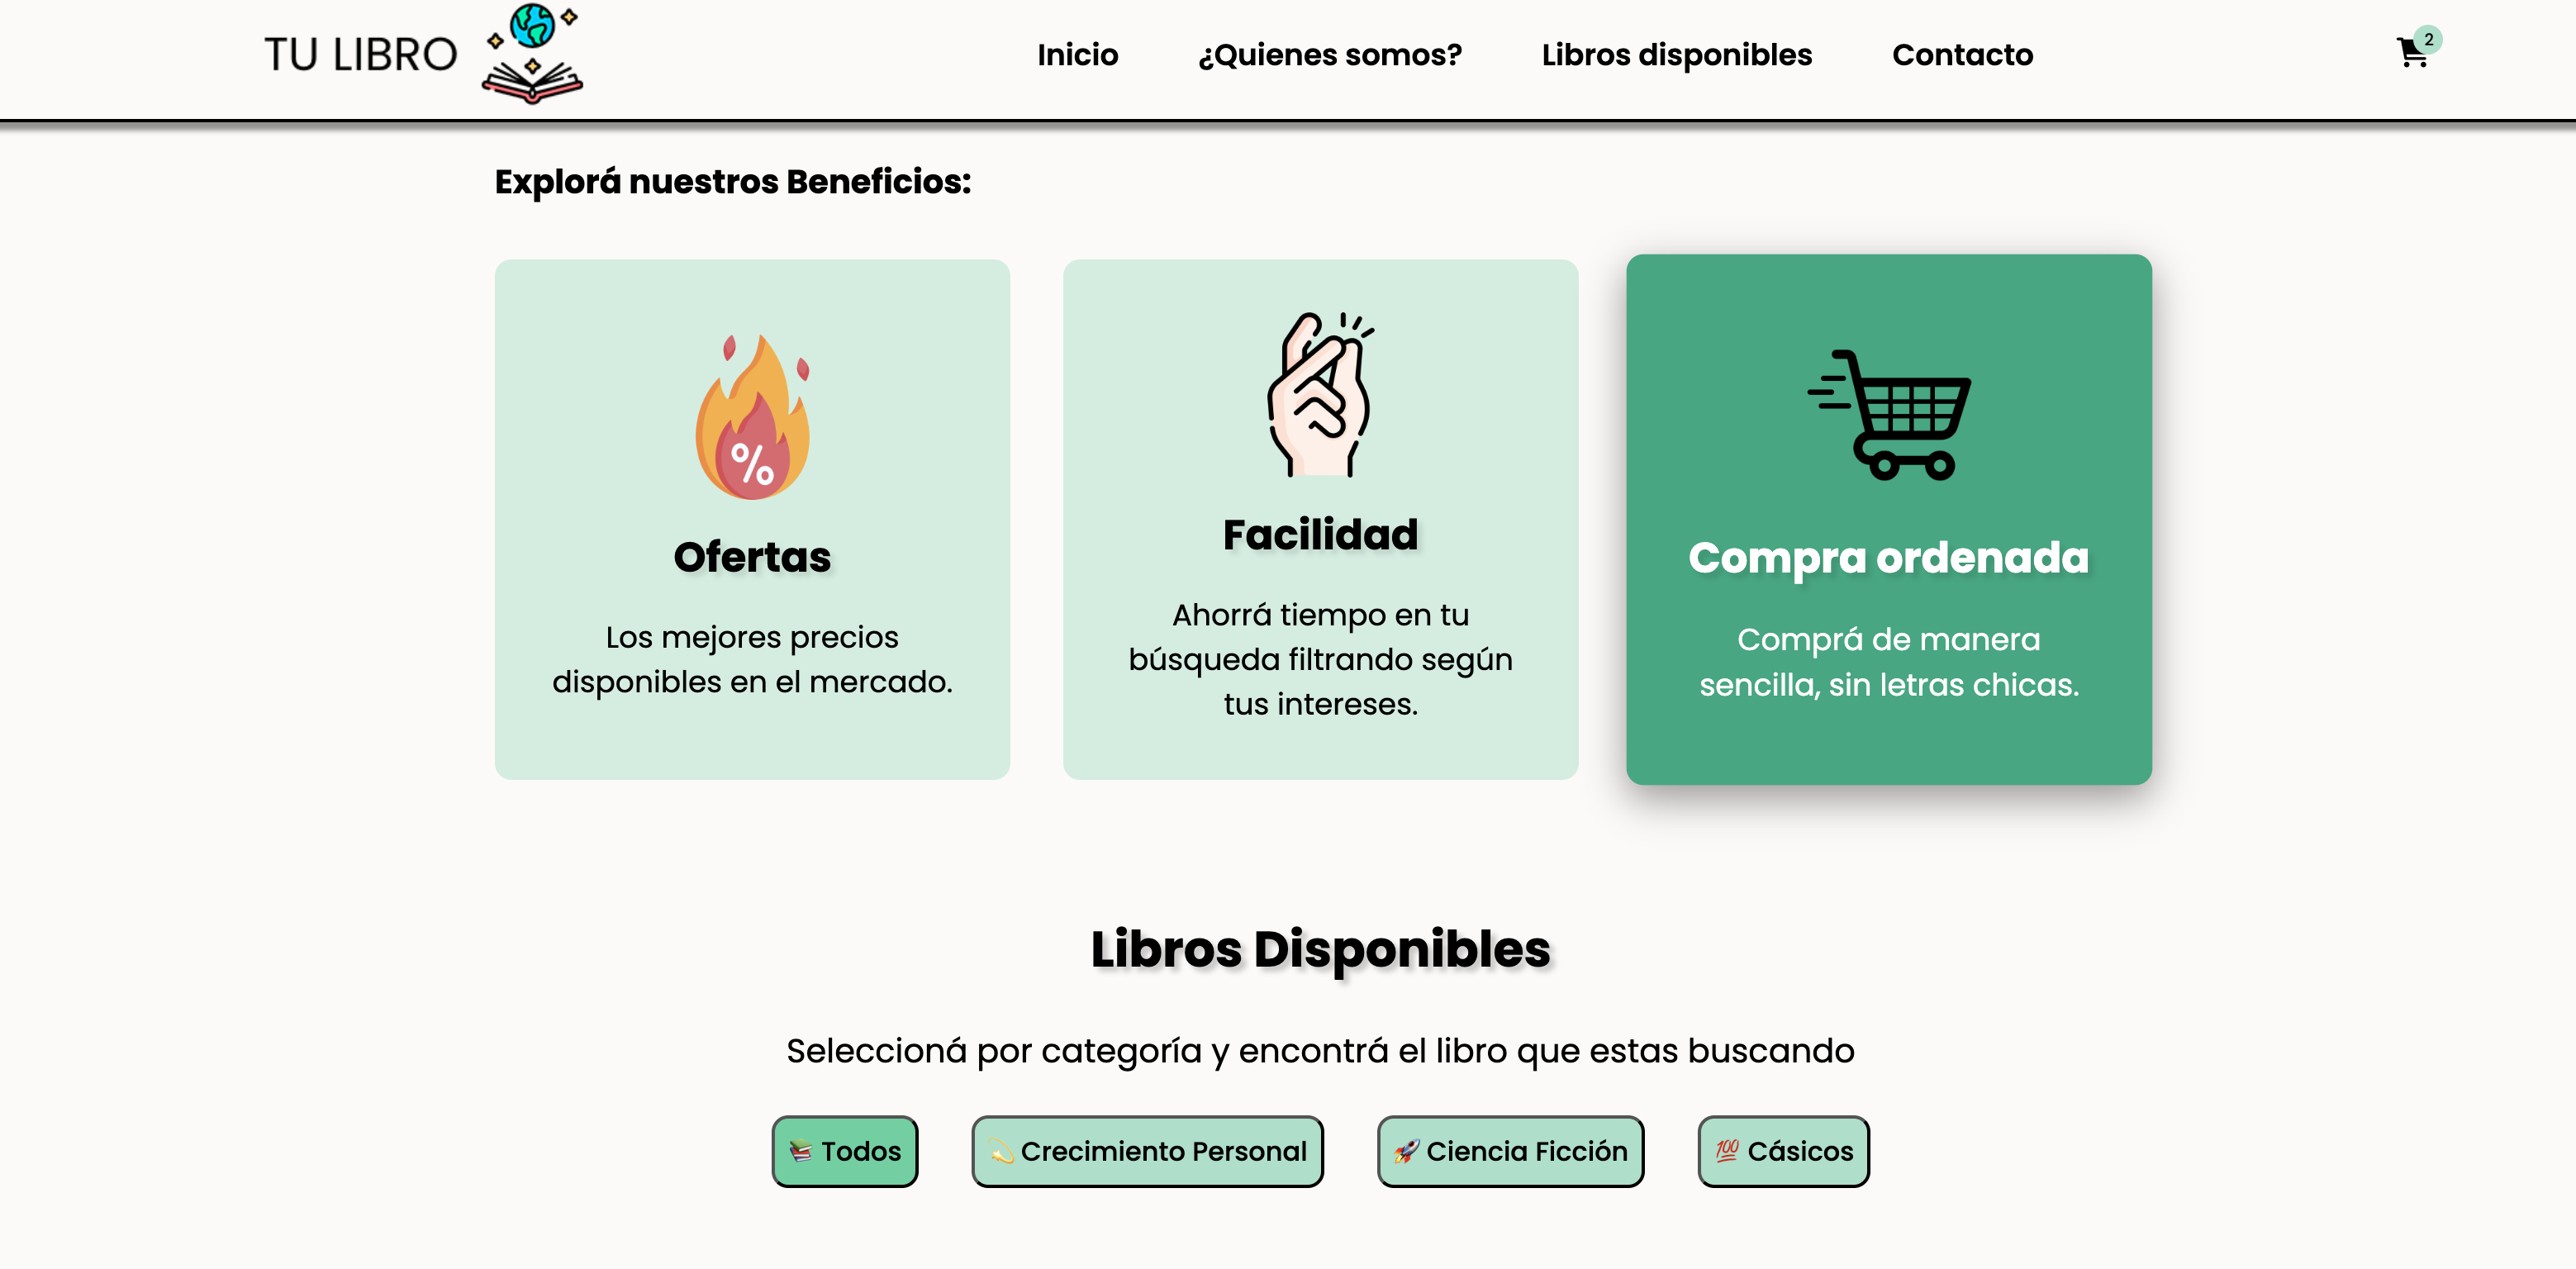 TU LIBRO
Inicio
¿Quienes somos?
Libros disponibles
Contacto
2
Explorá nuestros Beneficios:
%
Ofertas
Los mejores precios
disponibles en el mercado.
Facilidad
Ahorrá tiempo en tu
búsqueda filtrando según
tus intereses.
Compra ordenada
Comprá de manera
sencilla, sin letras chicas.
Libros Disponibles
Seleccioná por categoría y encontrá el libro que estas buscando
📚 Todos
💫 Crecimiento Personal
🚀 Ciencia Ficción
💯 Cásicos